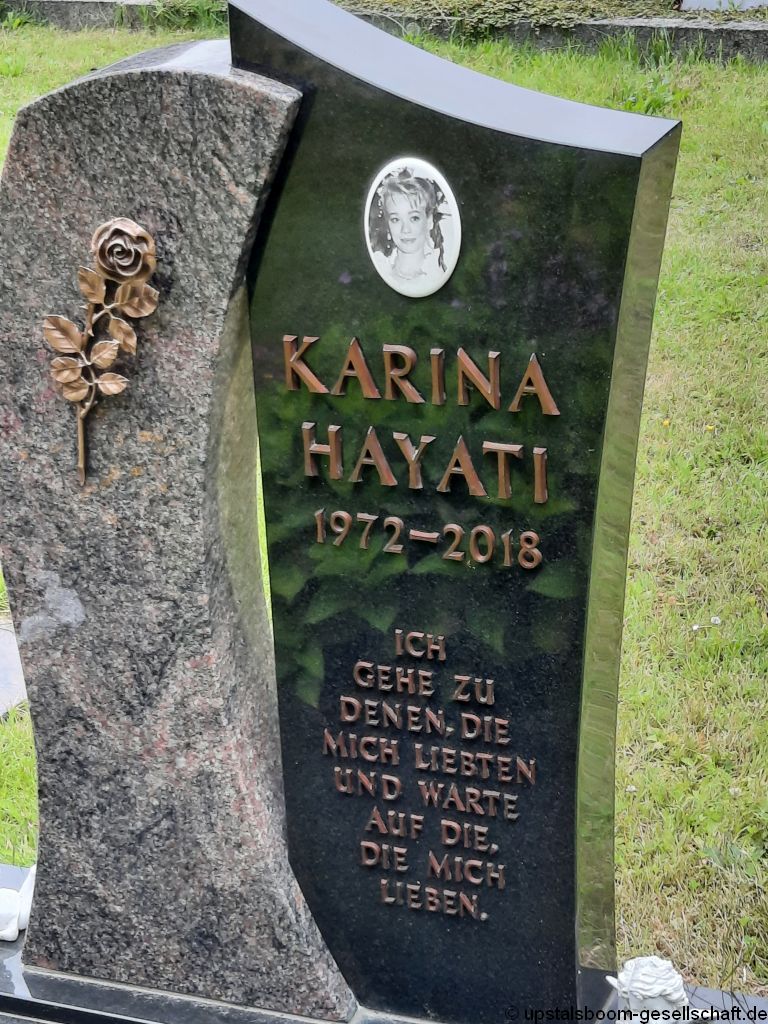 KARINA
HAYATI
1972-2018
ICH
GEHE ZU
DENEN, DIE
MICH LIEBTEN
UND WARTE
AUF DIE,
DIE MICH
LIEBEN.
© upstalsboom-gesellschaft.de